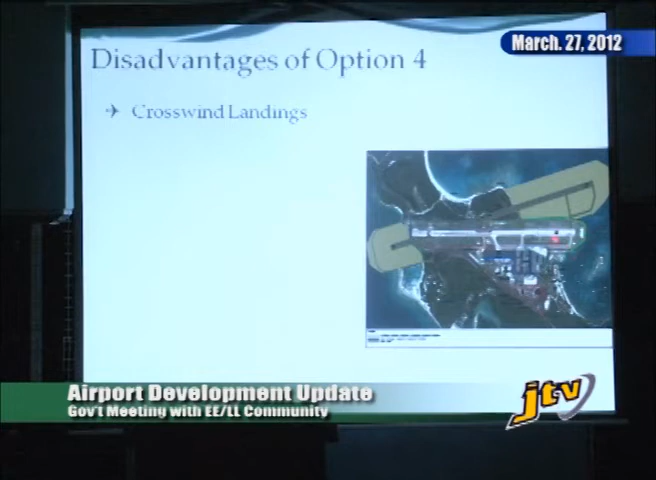 Disadvantages of Option 4
March. 27, 2012
Crosswind Landings
Airport Development Update
Gov't Meeting with EE/LL Community
jtv